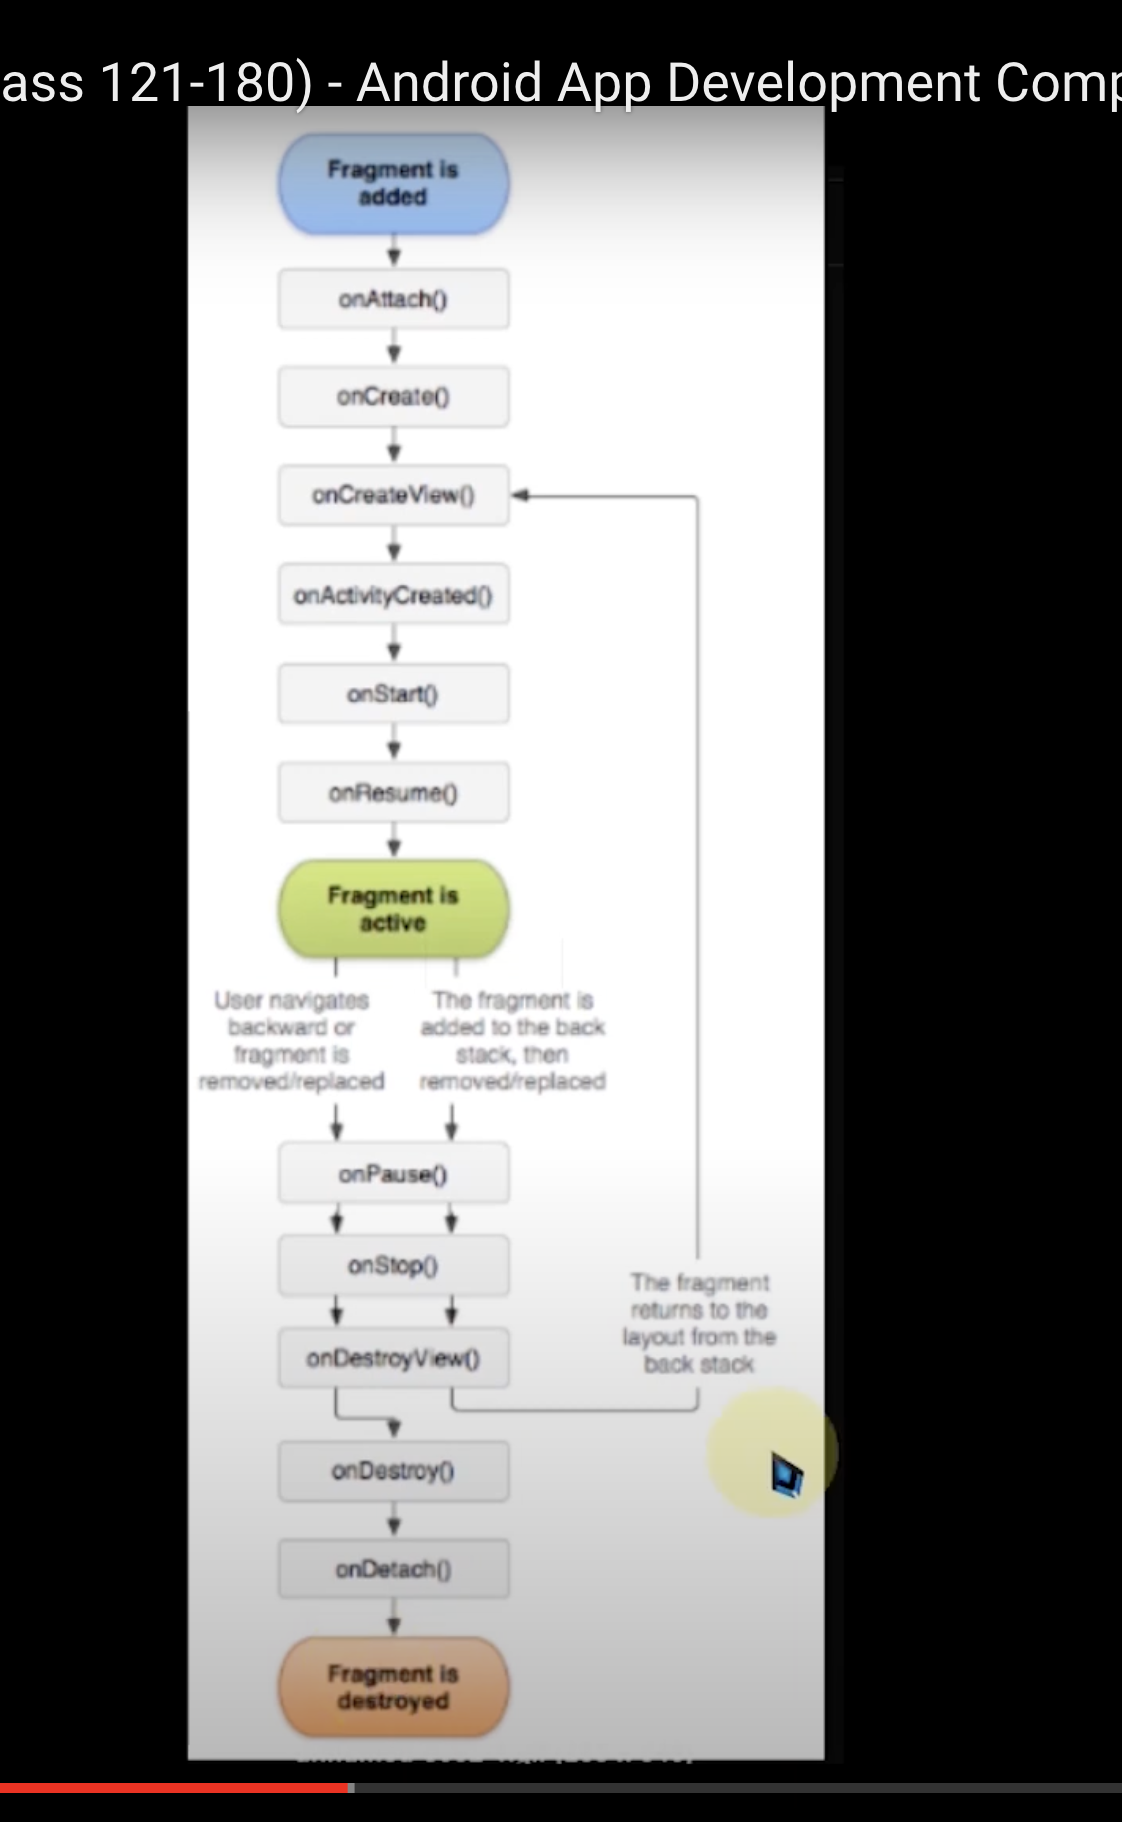 ass 121-180) - Android App Development Comp
Fragment is
added
onAttach()
onCreate()
onCreateView()
onActivityCreated()
onStart()
onResume()
Fragment is
active
User navigates
backward or
fragment is
removed/replaced
The fragment is
added to the back
stack, then
removed/replaced
onPause()
onStop()
onDestroyView()
The fragment
returns to the
layout from the
back stack
onDestroy()
onDetach()
Fragment is
destroyed